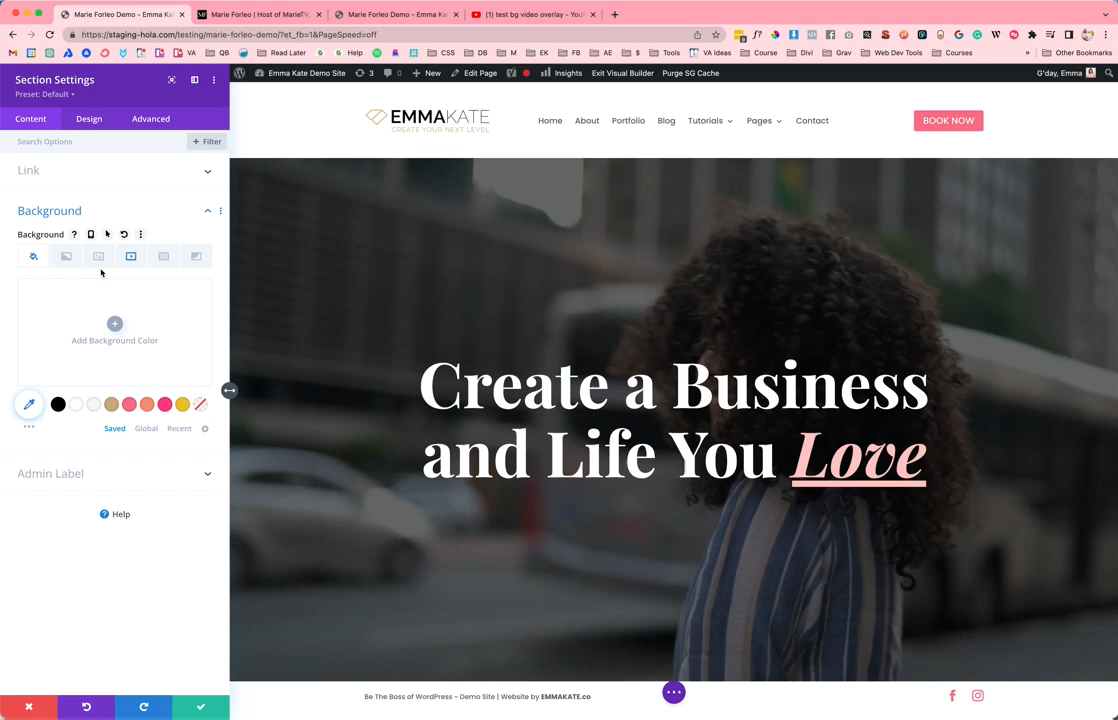 Marie Forleo Demo – Emma Ka
Marie Forleo | Host of MarieTV,
Marie Forleo Demo – Emma Ka
(1) test bg video overlay - You
https://staging-hola.com/testing/marie-forleo-demo/?et_fb=1&PageSpeed=off
VA
QB
Read Later
Help
CSS
DB
M
EK
FB
AE
$
Tools
VA Ideas
Course
Grav
Web Dev Tools
Courses
Other Bookmarks
Emma Kate Demo Site
3
0
New
Edit Page
Insights
Exit Visual Builder
Purge SG Cache
G'day, Emma
Section Settings
Preset: Default
Content
Design
Advanced
Search Options
+ Filter
Link
Background
Background
Add Background Color
Saved
Global
Recent
Admin Label
Help
EMMAKATE
CREATE YOUR NEXT LEVEL
Home
About
Portfolio
Blog
Tutorials
Pages
Contact
BOOK NOW
Create a Business
and Life You Love
Be The Boss of WordPress ~ Demo Site | Website by EMMAKATE.co